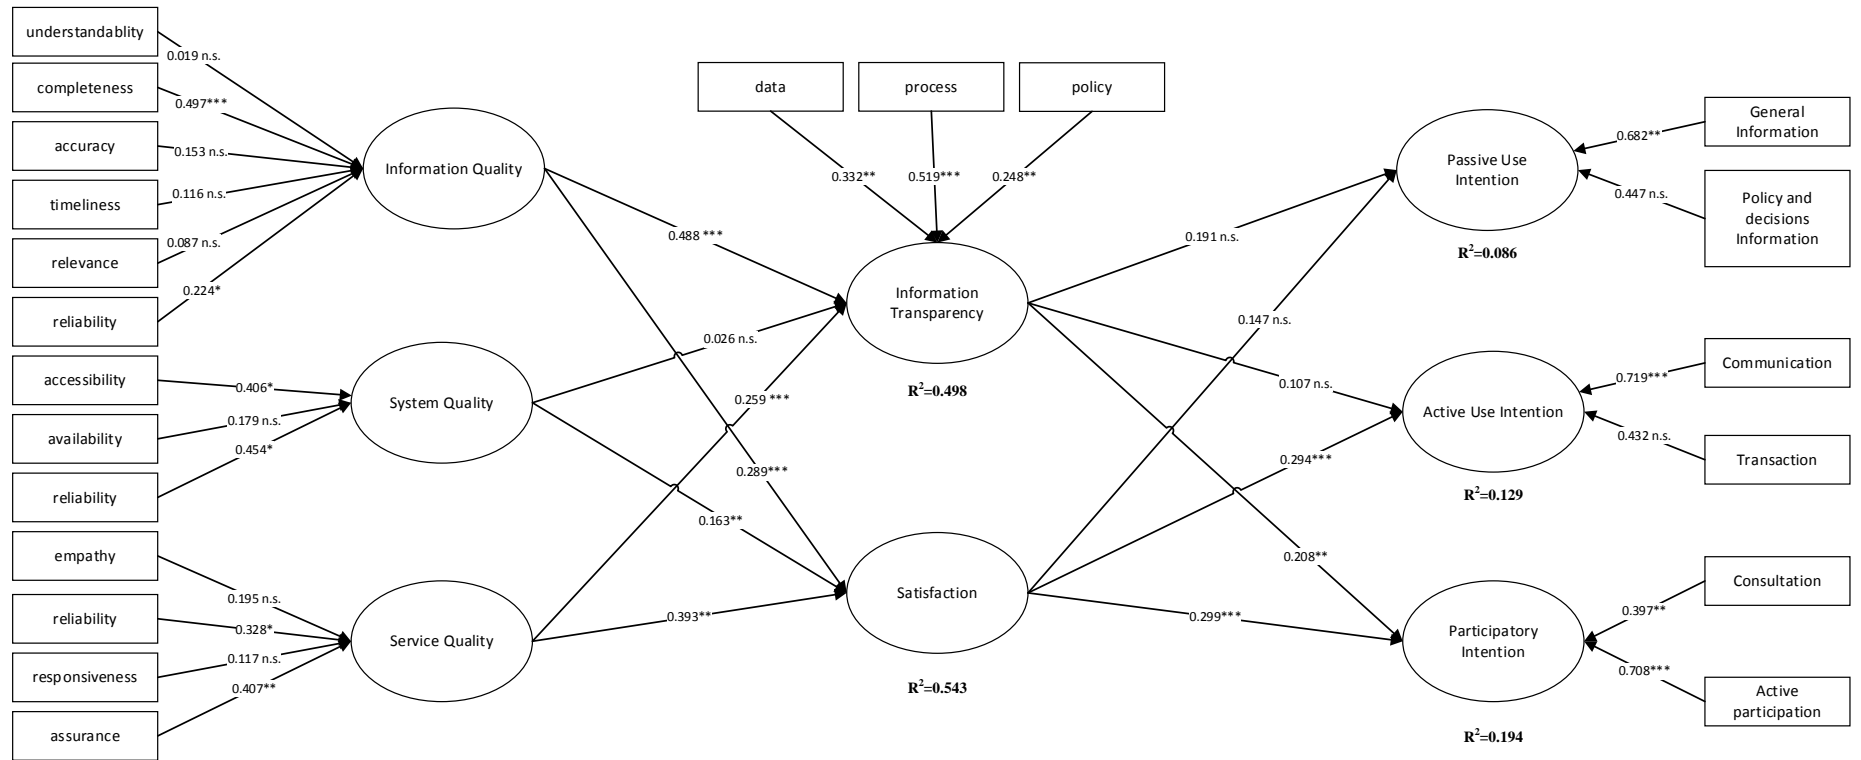 understandablity
0.019 n.s.
completeness
0.497***
accuracy
0.153 n.s.
timeliness
0.116 n.s.
relevance
0.087 n.s.
reliability
0.224*
Information Quality
accessibility
0.406*
availability
0.179 n.s.
reliability
0.454*
System Quality
empathy
0.195 n.s.
reliability
0.328*
responsiveness
0.117 n.s.
assurance
0.407**
Service Quality
data
process
policy
0.332**
0.519***
0.248**
0.488 ***
0.026 n.s.
0.259 ***
0.289***
0.163**
0.393**
Information
Transparency
R²=0.498
Satisfaction
R²=0.543
0.191 n.s.
0.147 n.s.
0.107 n.s.
0.294***
0.208**
0.299***
Passive Use
Intention
R²=0.086
General
Information
0.682**
Policy and
decisions
Information
0.447 n.s.
Active Use Intention
R²=0.129
Communication
0.719***
Transaction
0.432 n.s.
Participatory
Intention
R²=0.194
Consultation
0.397**
Active
participation
0.708***